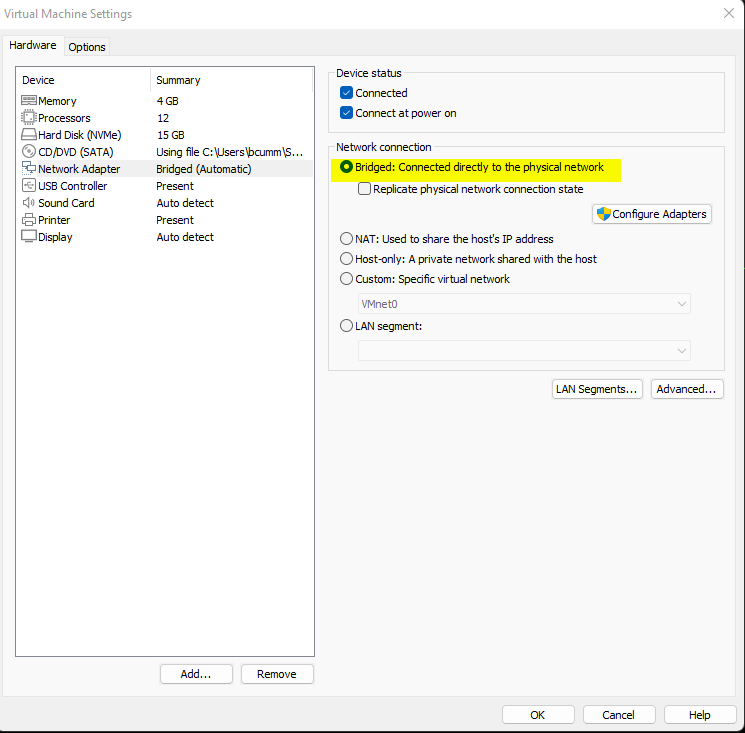 Virtual Machine Settings
Hardware Options
Device Summary
Memory 4 GB
Processors 12
Hard Disk (NVMe) 15 GB
CD/DVD (SATA) Using file C:\Users\bcumm\S...
Network Adapter Bridged (Automatic)
USB Controller Present
Sound Card Auto detect
Printer Present
Display Auto detect
Add... Remove
Device status
Connected
Connect at power on
Network connection
Bridged: Connected directly to the physical network
Replicate physical network connection state
Configure Adapters
NAT: Used to share the host's IP address
Host-only: A private network shared with the host
Custom: Specific virtual network
VMnet0
LAN segment:
LAN Segments... Advanced...
OK Cancel Help